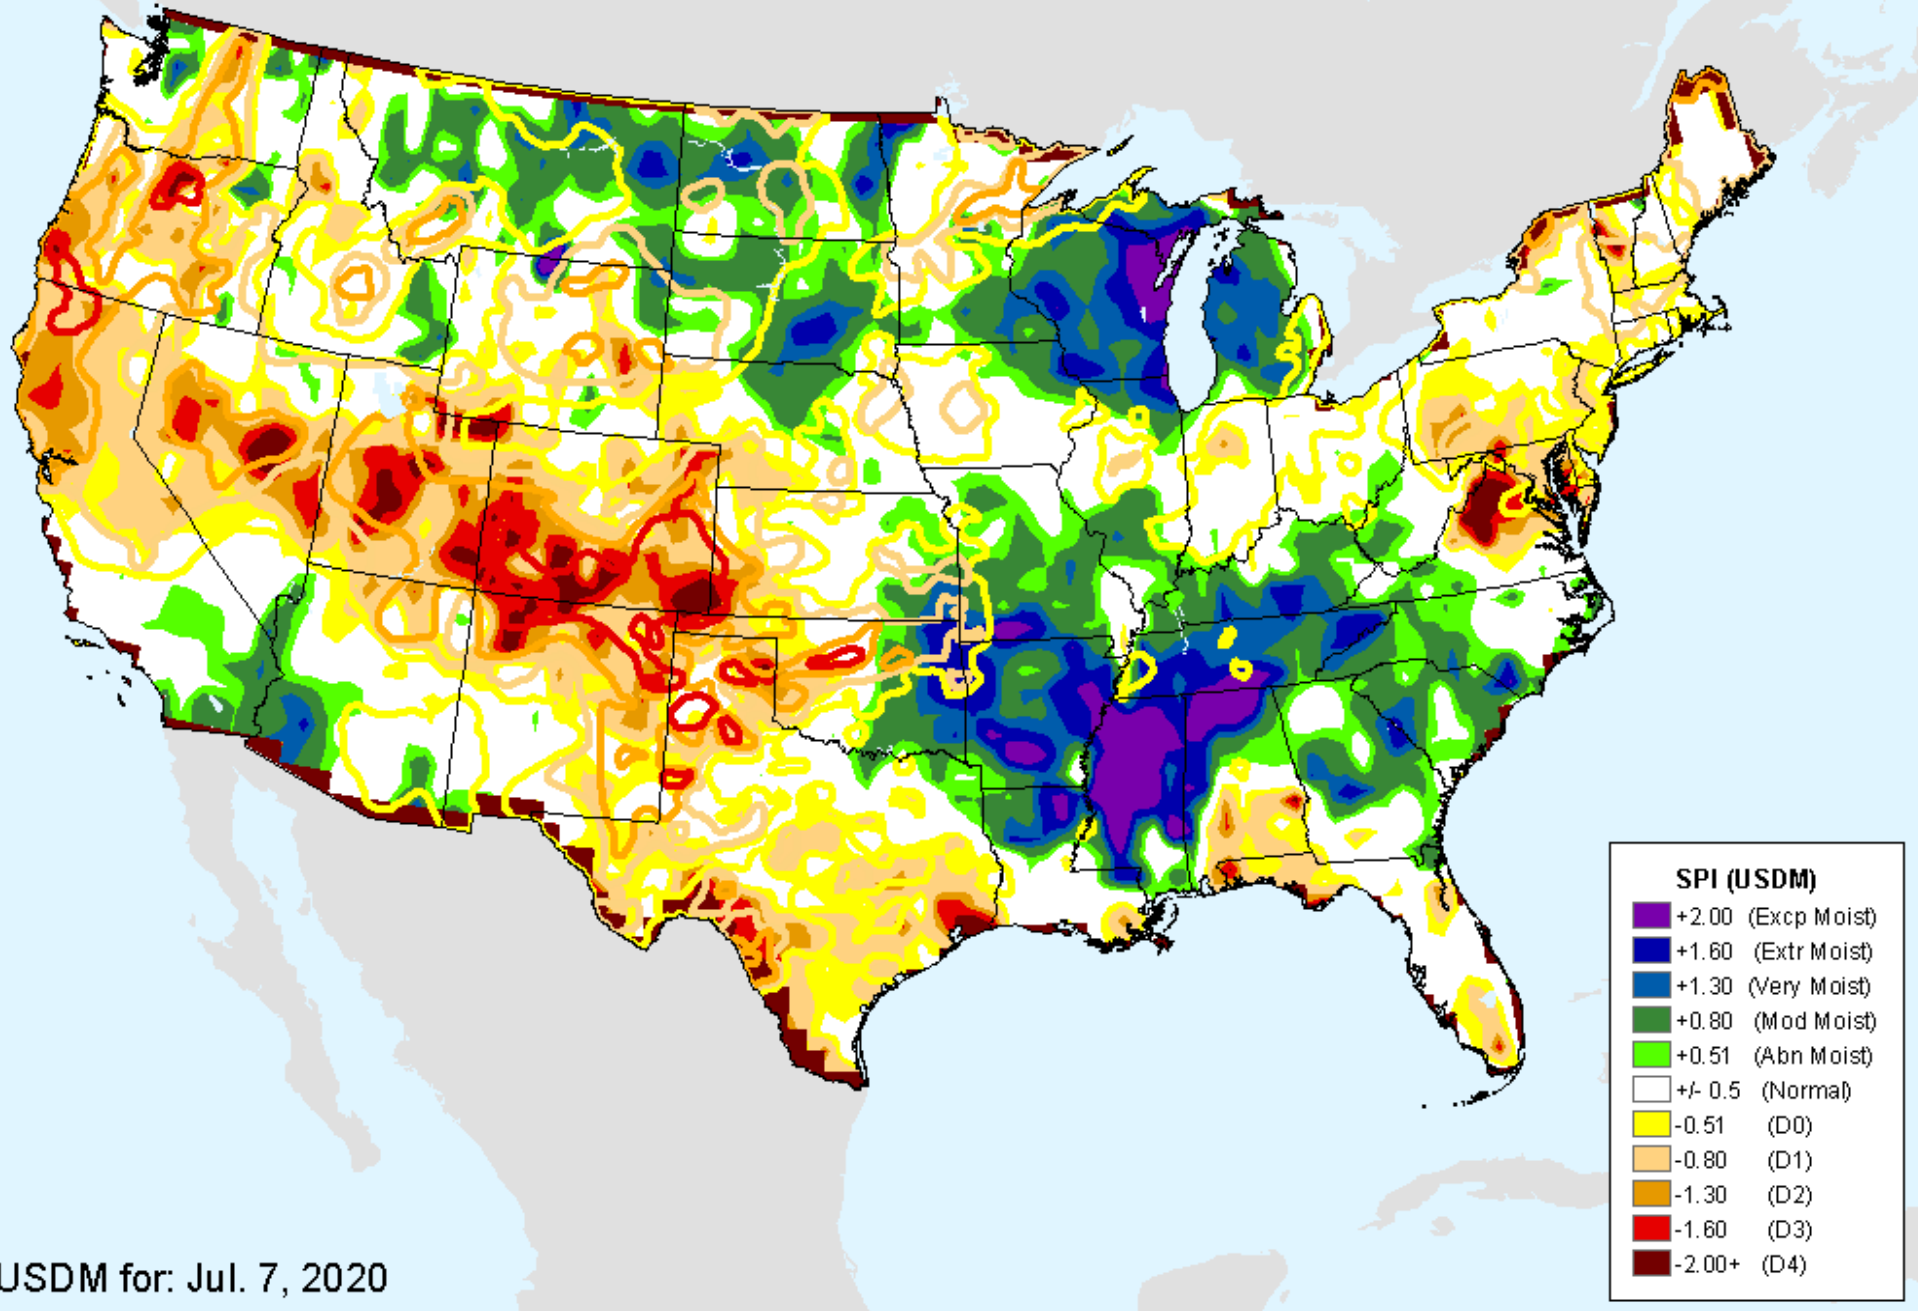 SPI (USDM)
+2.00 (Excp Moist)
+1.60 (Extr Moist)
+1.30 (Very Moist)
+0.80 (Mod Moist)
+0.51 (Abn Moist)
+/- 0.5 (Normal)
-0.51 (D0)
-0.80 (D1)
-1.30 (D2)
-1.60 (D3)
-2.00+ (D4)
USDM for: Jul. 7, 2020